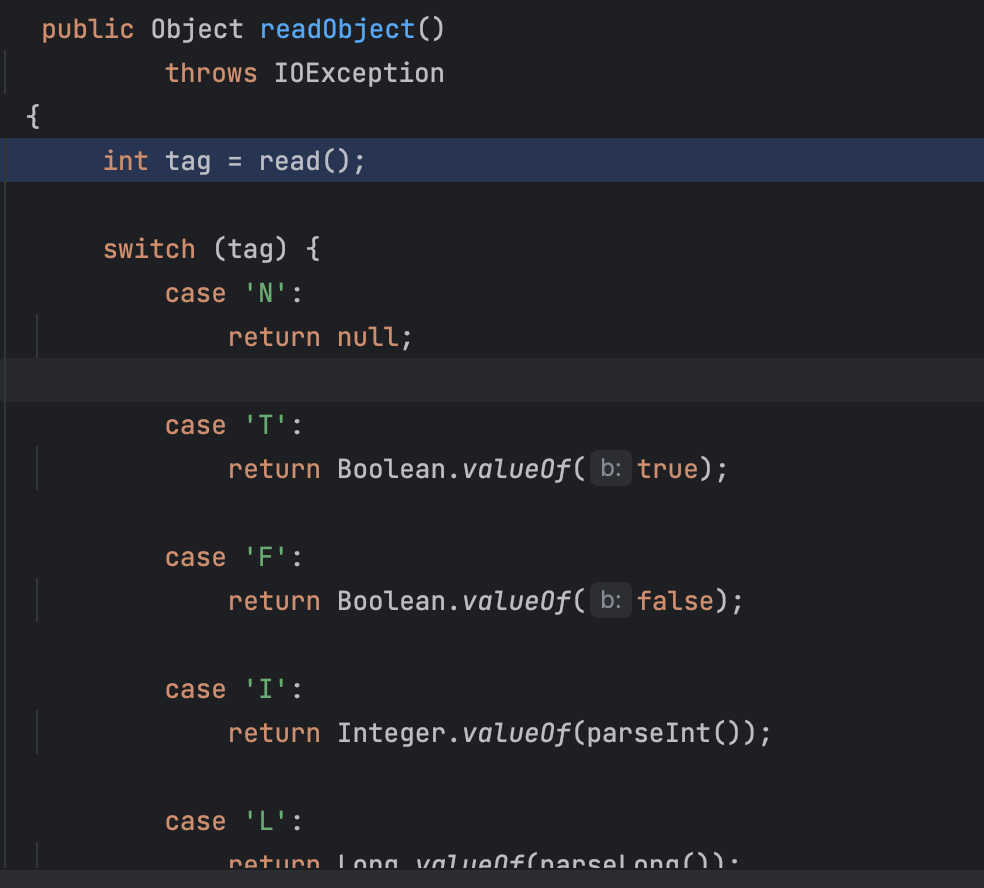 public Object readObject()
throws IOException
{
int tag = read();
switch (tag) {
case 'N':
return null;
case 'T':
return Boolean.valueOf( b: true);
case 'F':
return Boolean.valueOf( b: false);
case 'I':
return Integer.valueOf(parseInt());
case 'L':
return Long.valueOf(parseLong());